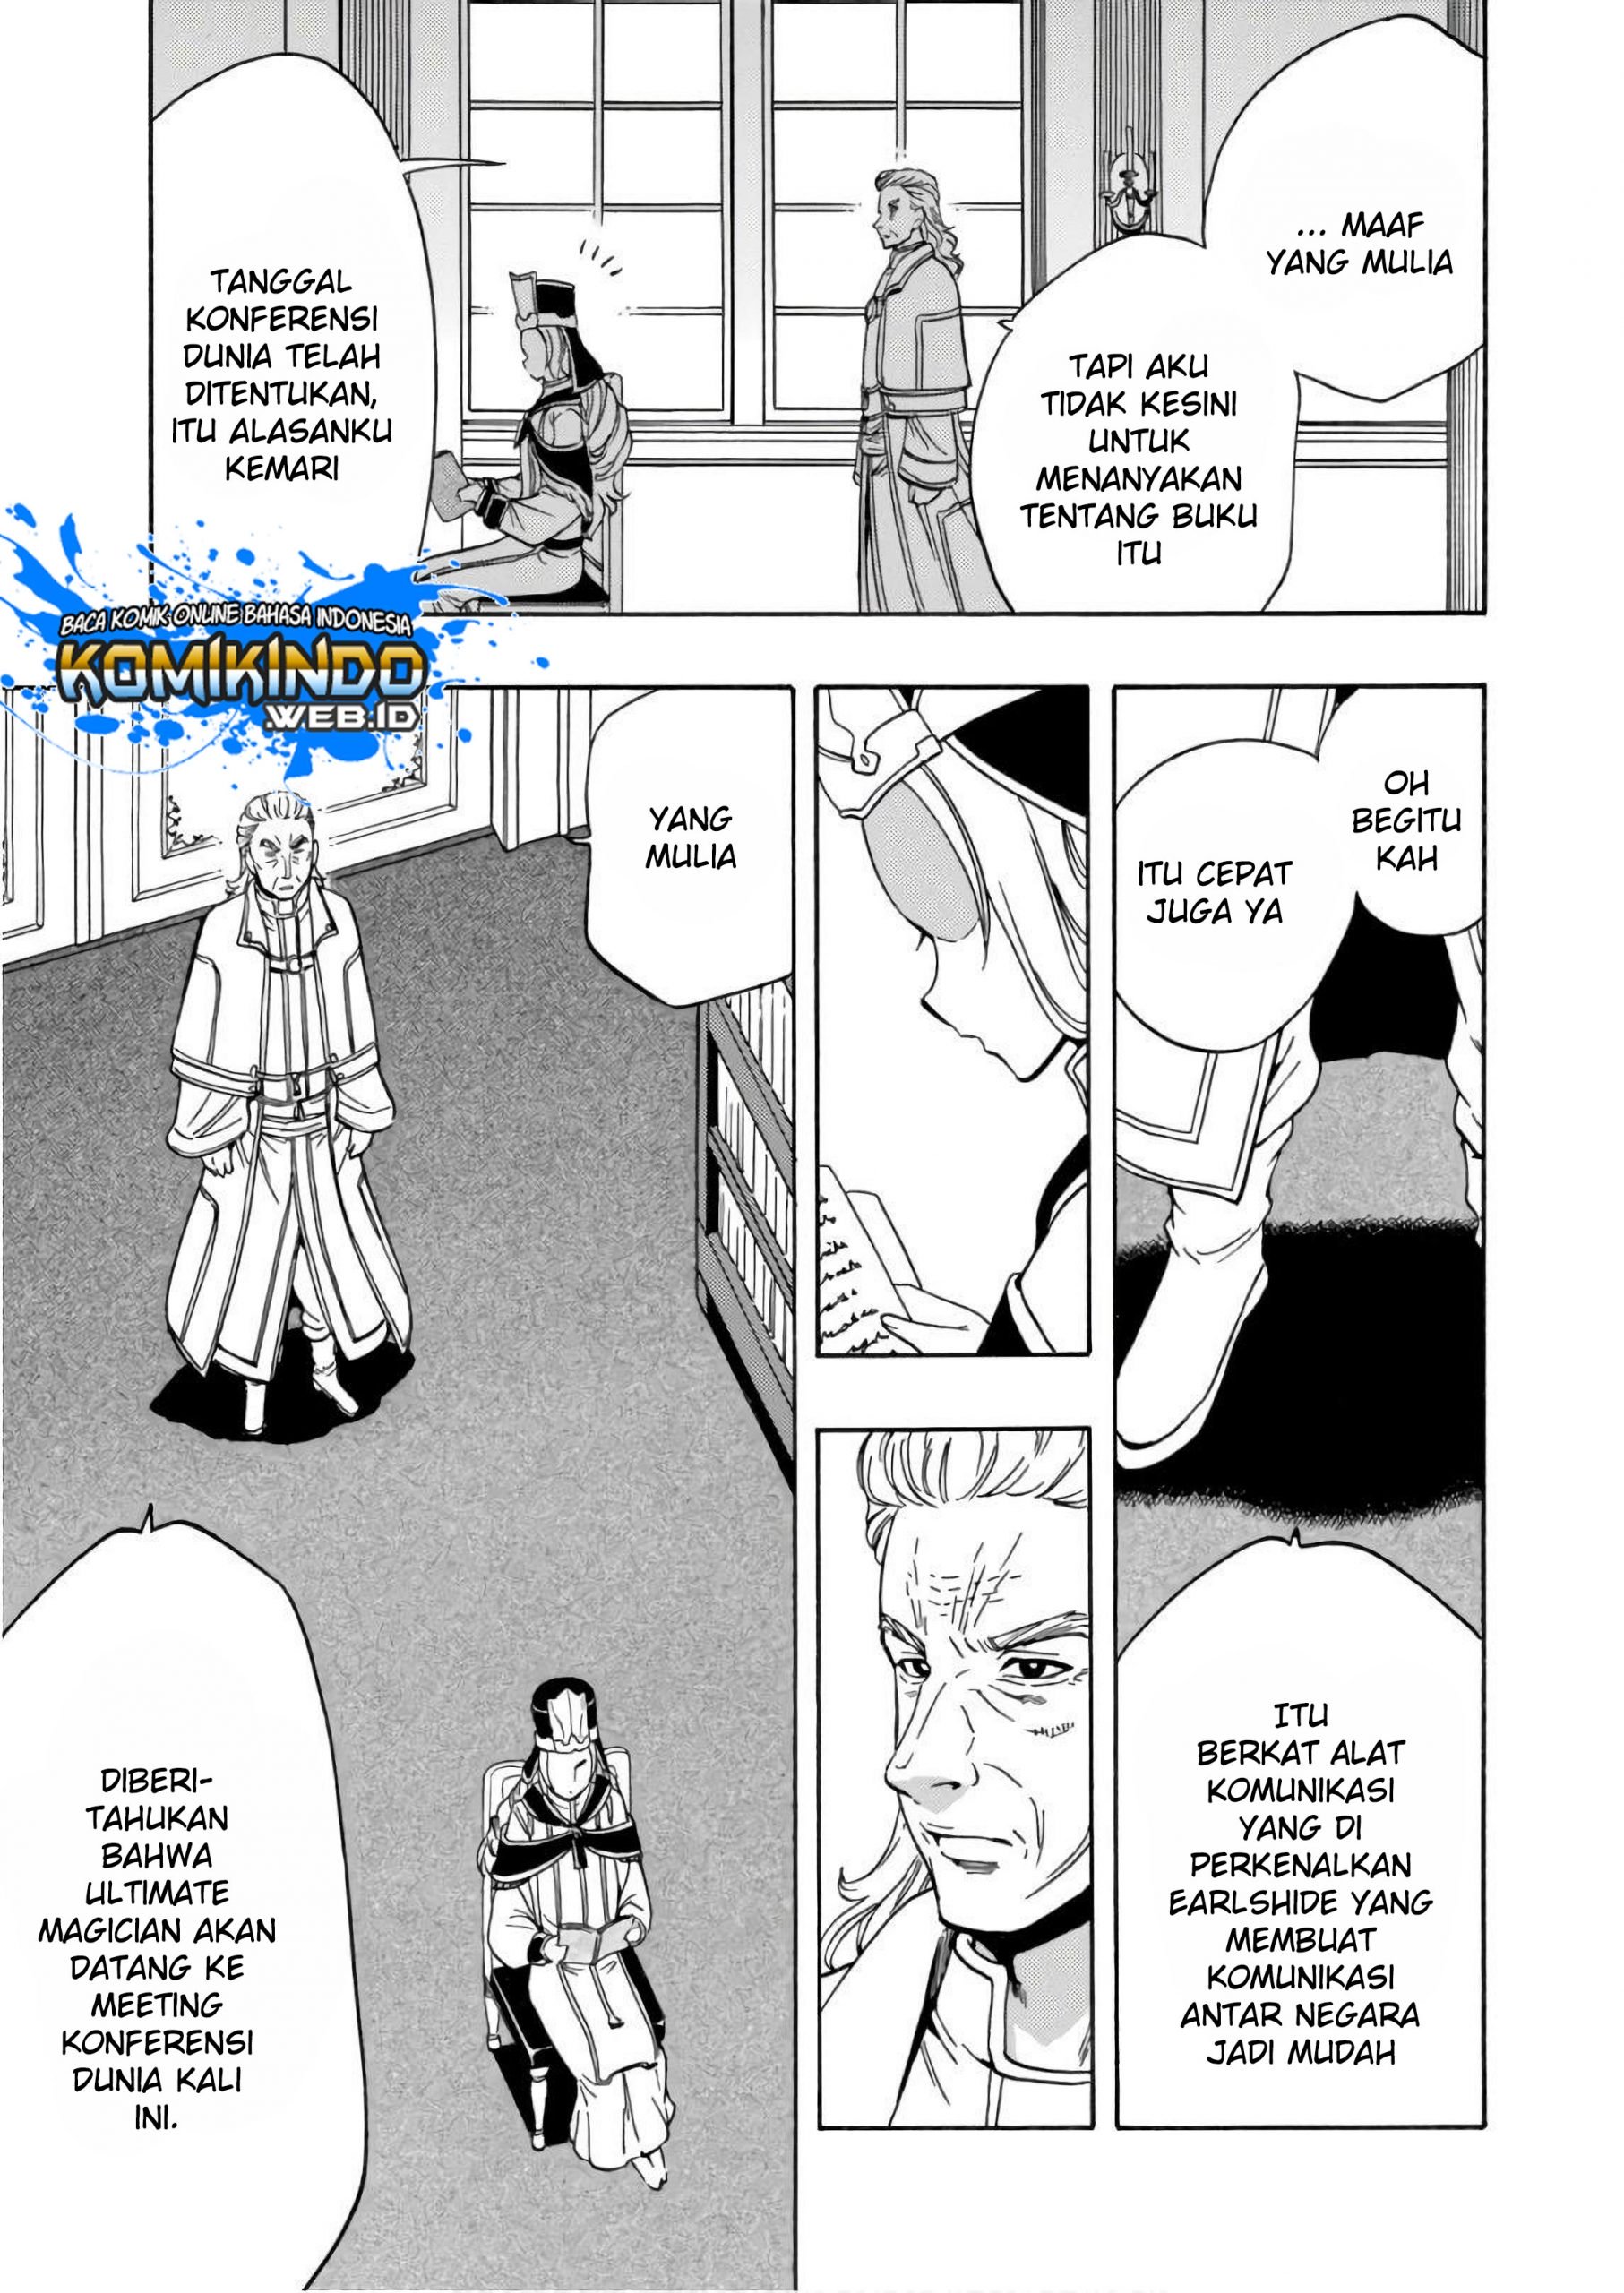 ... MAAF
YANG MULIA
TAPI AKU
TIDAK KESINI
UNTUK
MENANYAKAN
TENTANG BUKU
ITU
TANGGAL
KONFERENSI
DUNIA TELAH
DITENTUKAN,
ITU ALASANKU
KEMARI
BACA KOMIK ONLINE BAHASA INDONESIA
KOMIKINDO
.WEB.ID
OH
BEGITU
KAH
ITU CEPAT
JUGA YA
ITU
BERKAT ALAT
KOMUNIKASI
YANG DI
PERKENALKAN
EARLSHIDE YANG
MEMBUAT
KOMUNIKASI
ANTAR NEGARA
JADI MUDAH
YANG
MULIA
DIBERI-
TAHUKAN
BAHWA
ULTIMATE
MAGICIAN AKAN
DATANG KE
MEETING
KONFERENSI
DUNIA KALI
INI.